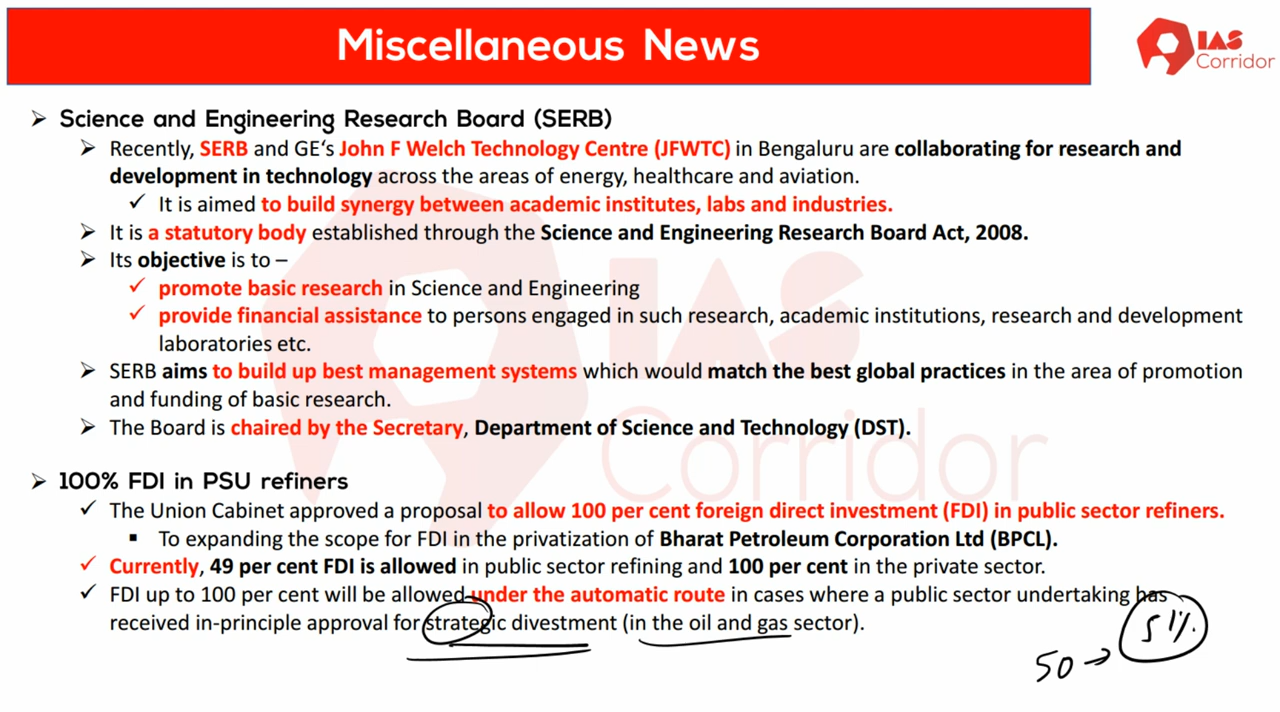 Miscellaneous News
IAS
Corridor
➢ Science and Engineering Research Board (SERB)
➢ Recently, SERB and GE‘s John F Welch Technology Centre (JFWTC) in Bengaluru are collaborating for research and
development in technology across the areas of energy, healthcare and aviation.
✓ It is aimed to build synergy between academic institutes, labs and industries.
➢ It is a statutory body established through the Science and Engineering Research Board Act, 2008.
➢ Its objective is to –
✓ promote basic research in Science and Engineering
✓ provide financial assistance to persons engaged in such research, academic institutions, research and development
laboratories etc.
➢ SERB aims to build up best management systems which would match the best global practices in the area of promotion
and funding of basic research.
➢ The Board is chaired by the Secretary, Department of Science and Technology (DST).
➢ 100% FDI in PSU refiners
✓ The Union Cabinet approved a proposal to allow 100 per cent foreign direct investment (FDI) in public sector refiners.
▪ To expanding the scope for FDI in the privatization of Bharat Petroleum Corporation Ltd (BPCL).
✓ Currently, 49 per cent FDI is allowed in public sector refining and 100 per cent in the private sector.
✓ FDI up to 100 per cent will be allowed under the automatic route in cases where a public sector undertaking has
received in-principle approval for strategic divestment (in the oil and gas sector).
50 → 51%
IAS
Corridor